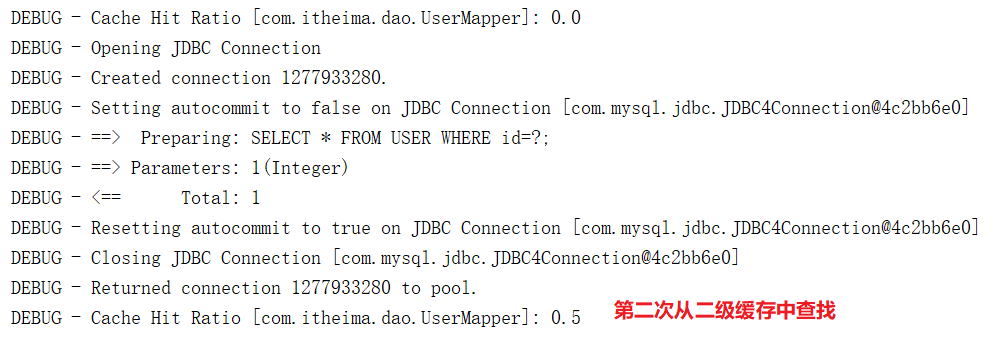 DEBUG - Cache Hit Ratio [com.itheima.dao.UserMapper]: 0.0
DEBUG - Opening JDBC Connection
DEBUG - Created connection 1277933280.
DEBUG - Setting autocommit to false on JDBC Connection [com.mysql.jdbc.JDBC4Connection@4c2bb6e0]
DEBUG - ==>  Preparing: SELECT * FROM USER WHERE id=?;
DEBUG - ==> Parameters: 1(Integer)
DEBUG - <==      Total: 1
DEBUG - Resetting autocommit to true on JDBC Connection [com.mysql.jdbc.JDBC4Connection@4c2bb6e0]
DEBUG - Closing JDBC Connection [com.mysql.jdbc.JDBC4Connection@4c2bb6e0]
DEBUG - Returned connection 1277933280 to pool.
DEBUG - Cache Hit Ratio [com.itheima.dao.UserMapper]: 0.5 第二次从二级缓存中查找